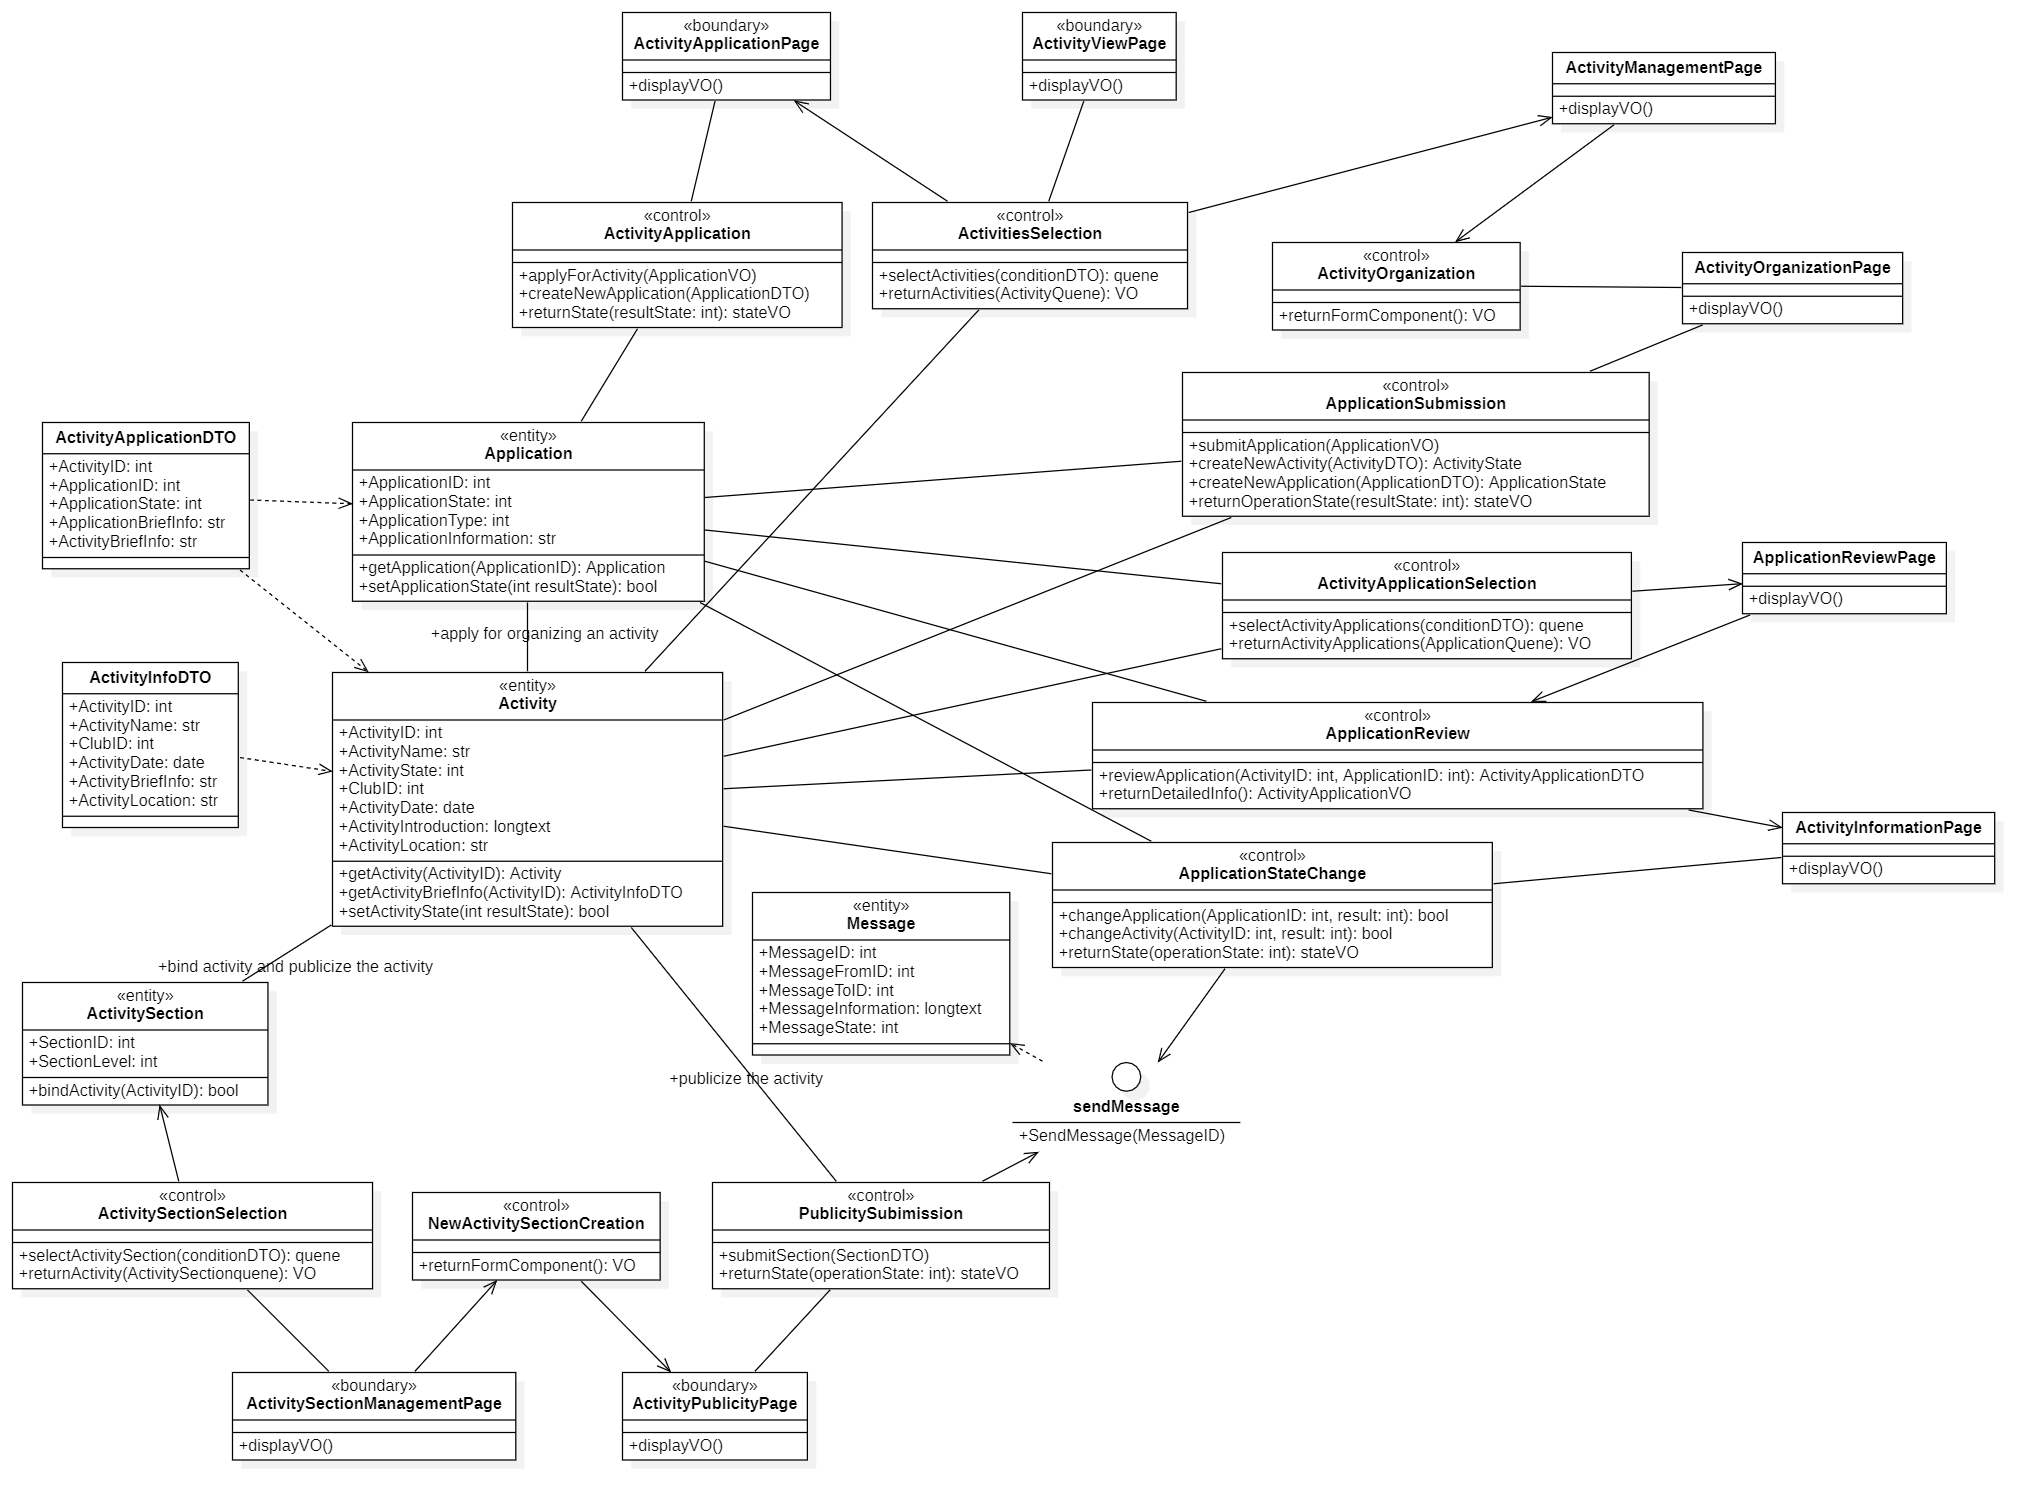 «boundary»
ActivityApplicationPage
+displayVO()
«boundary»
ActivityViewPage
+displayVO()
ActivityManagementPage
+displayVO()
«control»
ActivityApplication
+applyForActivity(ApplicationVO)
+createNewApplication(ApplicationDTO)
+returnState(resultState: int): stateVO
«control»
ActivitiesSelection
+selectActivities(conditionDTO): quene
+returnActivities(ActivityQuene): VO
«control»
ActivityOrganization
+returnFormComponent(): VO
ActivityOrganizationPage
+displayVO()
«control»
ApplicationSubmission
+submitApplication(ApplicationVO)
+createNewActivity(ActivityDTO): ActivityState
+createNewApplication(ApplicationDTO): ApplicationState
+returnOperationState(resultState: int): stateVO
ActivityApplicationDTO
+ActivityID: int
+ApplicationID: int
+ApplicationState: int
+ApplicationBriefInfo: str
+ActivityBriefInfo: str
«entity»
Application
+ApplicationID: int
+ApplicationState: int
+ApplicationType: int
+ApplicationInformation: str
+getApplication(ApplicationID): Application
+setApplicationState(int resultState): bool
«control»
ActivityApplicationSelection
+selectActivityApplications(conditionDTO): quene
+returnActivityApplications(ApplicationQuene): VO
ApplicationReviewPage
+displayVO()
+apply for organizing an activity
ActivityInfoDTO
+ActivityID: int
+ActivityName: str
+ClubID: int
+ActivityDate: date
+ActivityBriefInfo: str
+ActivityLocation: str
«entity»
Activity
+ActivityID: int
+ActivityName: str
+ActivityState: int
+ClubID: int
+ActivityDate: date
+ActivityIntroduction: longtext
+ActivityLocation: str
+getActivity(ActivityID): Activity
+getActivityBriefInfo(ActivityID): ActivityInfoDTO
+setActivityState(int resultState): bool
«control»
ApplicationReview
+reviewApplication(ActivityID: int, ApplicationID: int): ActivityApplicationDTO
+returnDetailedInfo(): ActivityApplicationVO
ActivityInformationPage
+displayVO()
«control»
ApplicationStateChange
+changeApplication(ApplicationID: int, result: int): bool
+changeActivity(ActivityID: int, result: int): bool
+returnState(operationState: int): stateVO
«entity»
Message
+MessageID: int
+MessageFromID: int
+MessageToID: int
+MessageInformation: longtext
+MessageState: int
+bind activity and publicize the activity
«entity»
ActivitySection
+SectionID: int
+SectionLevel: int
+bindActivity(ActivityID): bool
+publicize the activity
sendMessage
+SendMessage(MessageID)
«control»
ActivitySectionSelection
+selectActivitySection(conditionDTO): quene
+returnActivity(ActivitySectionquene): VO
«control»
NewActivitySectionCreation
+returnFormComponent(): VO
«control»
PublicitySubimission
+submitSection(SectionDTO)
+returnState(operationState: int): stateVO
«boundary»
ActivitySectionManagementPage
+displayVO()
«boundary»
ActivityPublicityPage
+displayVO()